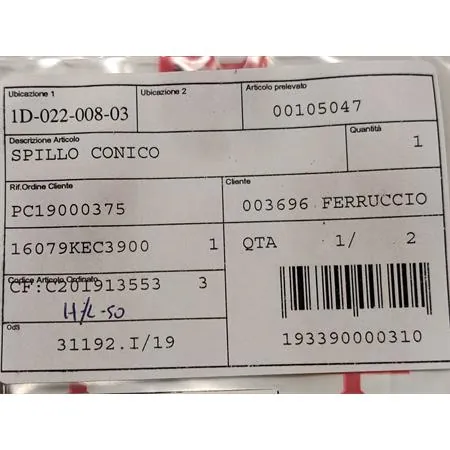 Ubicazione 1
1D-022-008-03
Ubicazione 2
Articolo prelevato
00105047
Descrizione Articolo
SPILLO CONICO
Quantità
1
Rif.Ordine Cliente
PC19000375
Cliente
003696 FERRUCCIO
16079KEC3900 1
QTA 1/ 2
Codice Articolo Ordinato
CF:C201913553 3
H/L-50
OdS
31192.I/19
193390000310